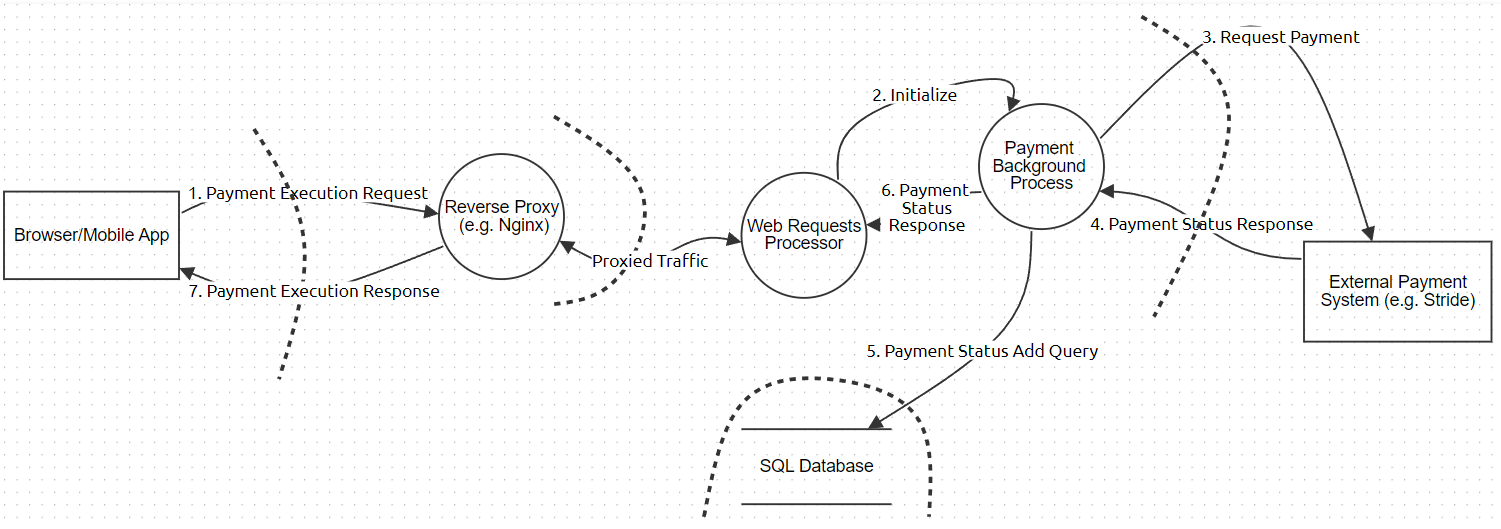 3. Request Payment
2. Initialize
Payment
Background
Process
1. Payment Execution Request
Reverse Proxy
(e.g. Nginx)
6. Payment
Status
Response
Web Requests
Processor
4. Payment Status Response
Browser/Mobile App
Proxied Traffic
7. Payment Execution Response
External Payment
System (e.g. Stride)
5. Payment Status Add Query
SQL Database